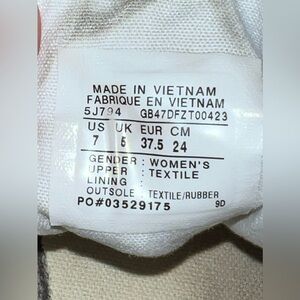 MADE IN VIETNAM
FABRIQUE EN VIETNAM
5J794 GB47DFZT00423
US UK EUR CM
7 5 37.5 24
GENDER : WOMEN'S
UPPER : TEXTILE
LINING :
OUTSOLE : TEXTILE/RUBBER
PO#03529175 9D